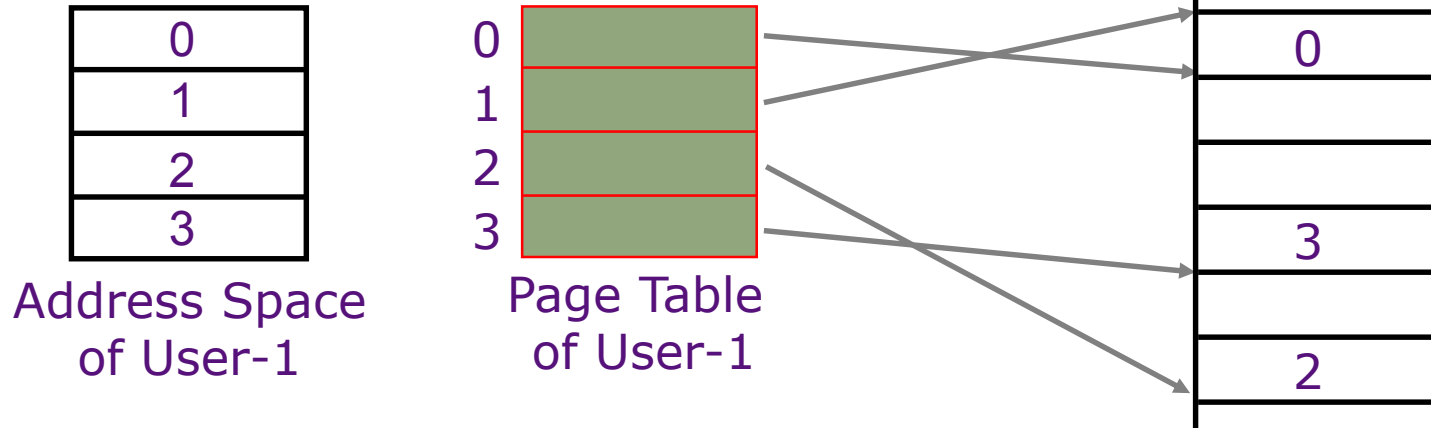 0
1
2
3
Address Space
of User-1
0
1
2
3
Page Table
of User-1
0
3
2